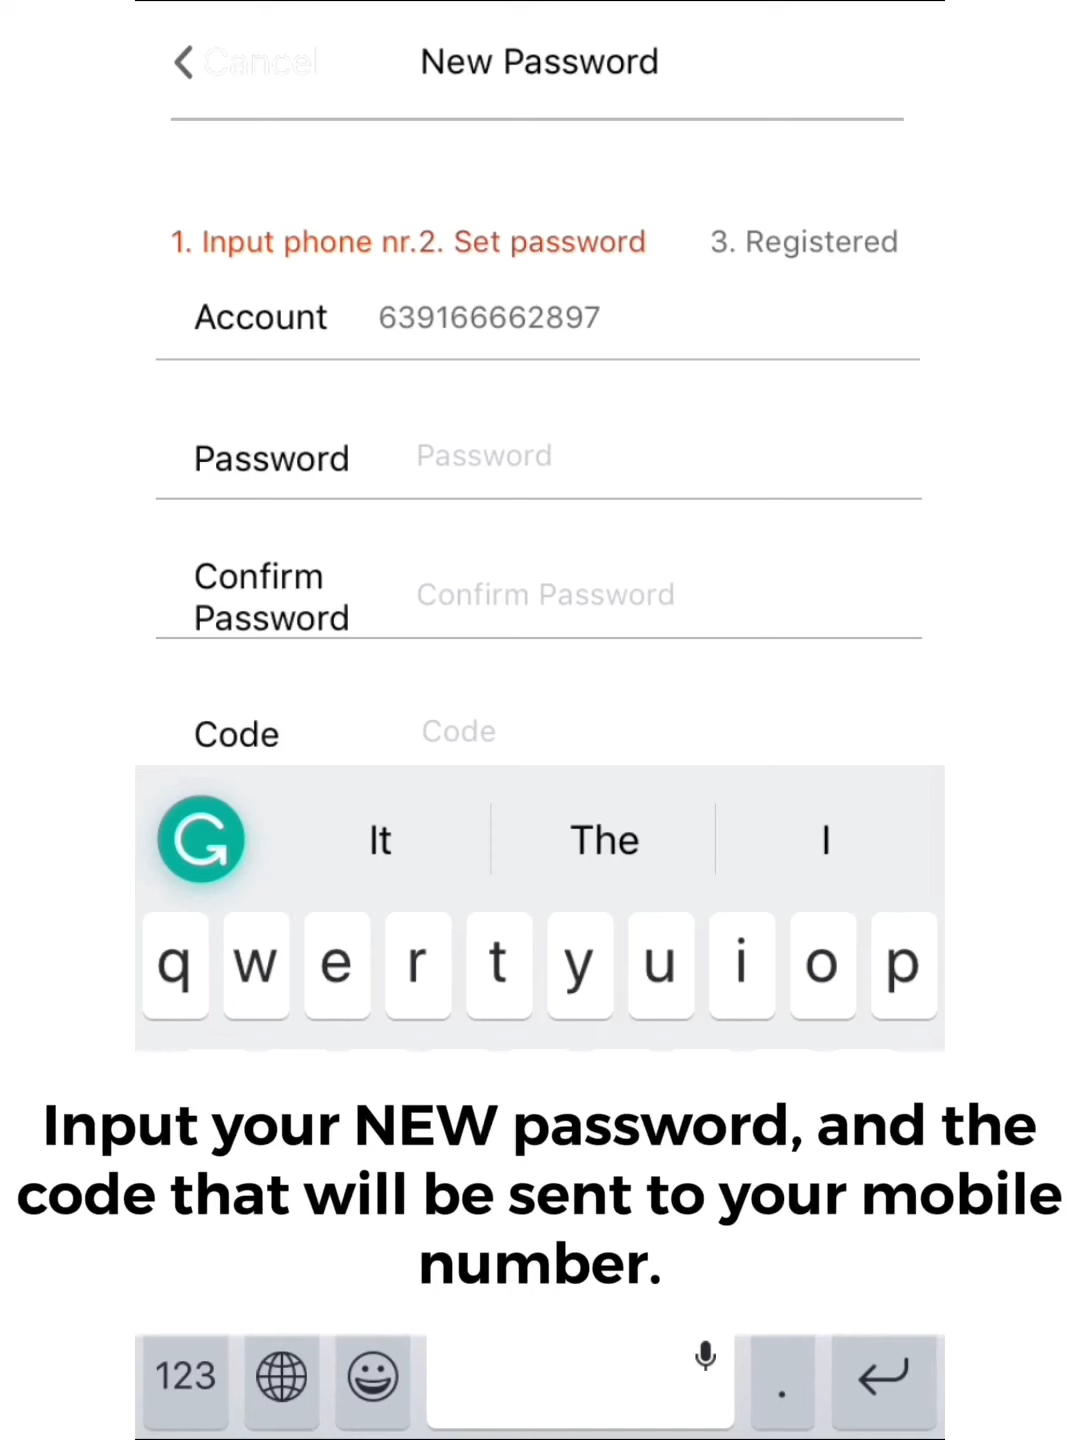 Cancel
New Password
1. Input phone nr.2. Set password 3. Registered
Account 639166662897
Password Password
Confirm
Password Confirm Password
Code Code
It The I
q w e r t y u i o p
Input your NEW password, and the
code that will be sent to your mobile
number.
123 .